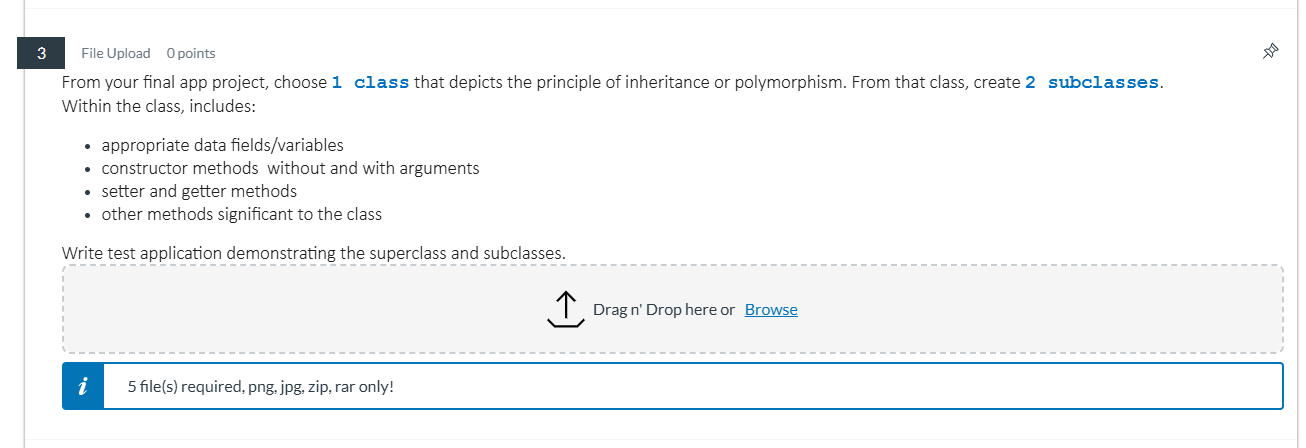 3 File Upload 0 points
From your final app project, choose 1 class that depicts the principle of inheritance or polymorphism. From that class, create 2 subclasses.
Within the class, includes:
• appropriate data fields/variables
• constructor methods without and with arguments
• setter and getter methods
• other methods significant to the class
Write test application demonstrating the superclass and subclasses.
Drag n' Drop here or Browse
i 5 file(s) required, png, jpg, zip, rar only!